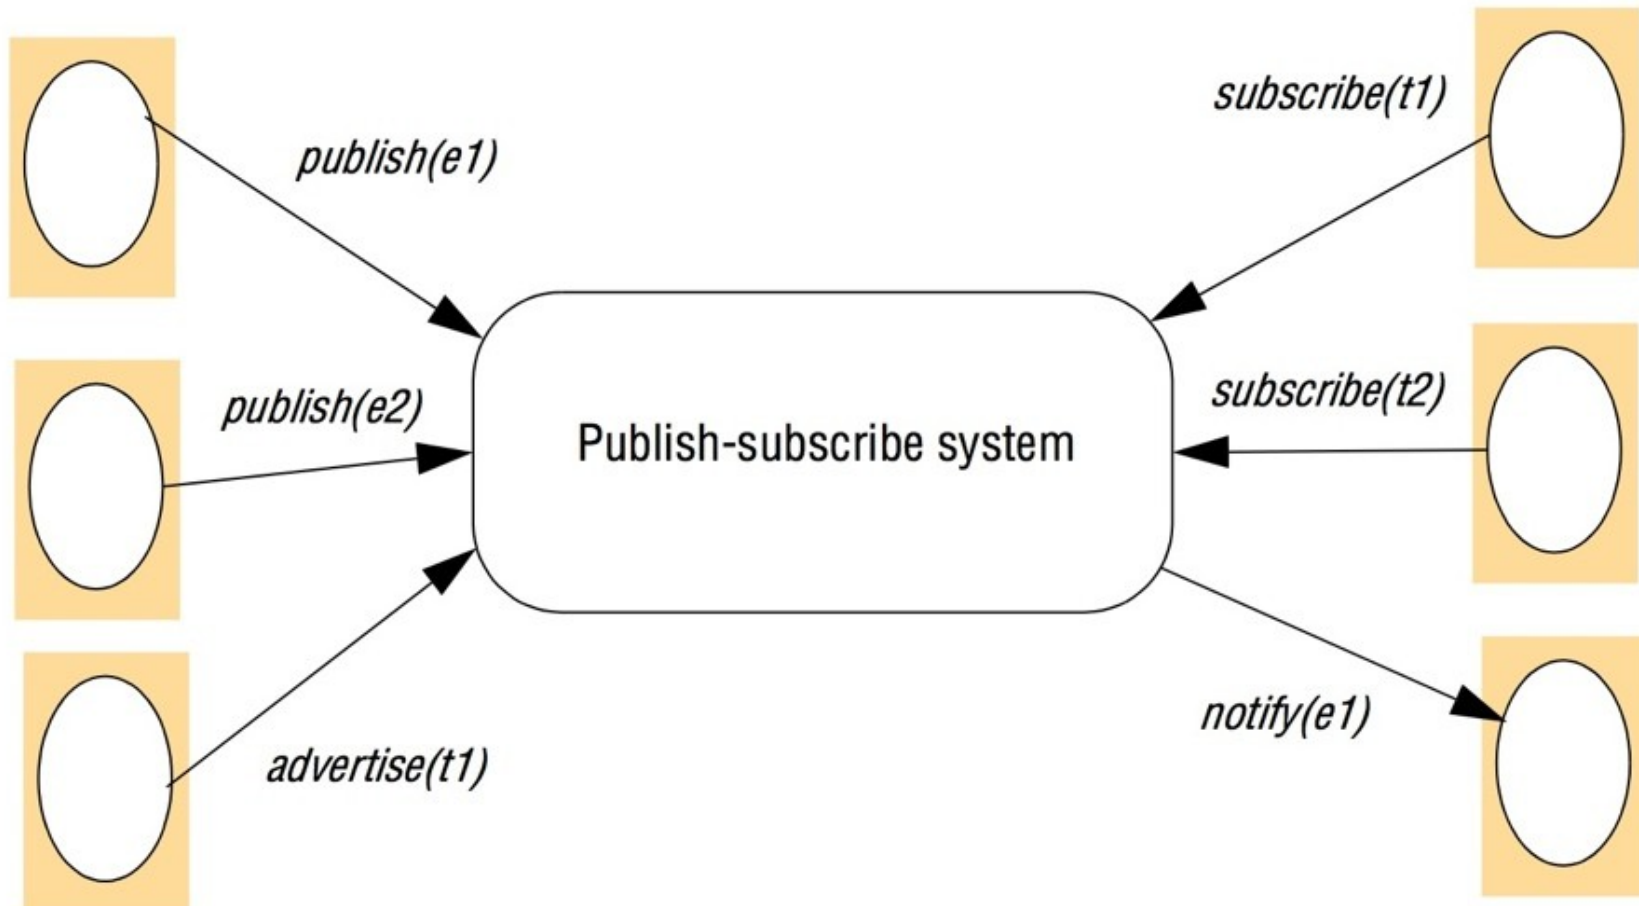 subscribe(t1)
publish(e1)
subscribe(t2)
publish(e2)
Publish-subscribe system
notify(e1)
advertise(t1)